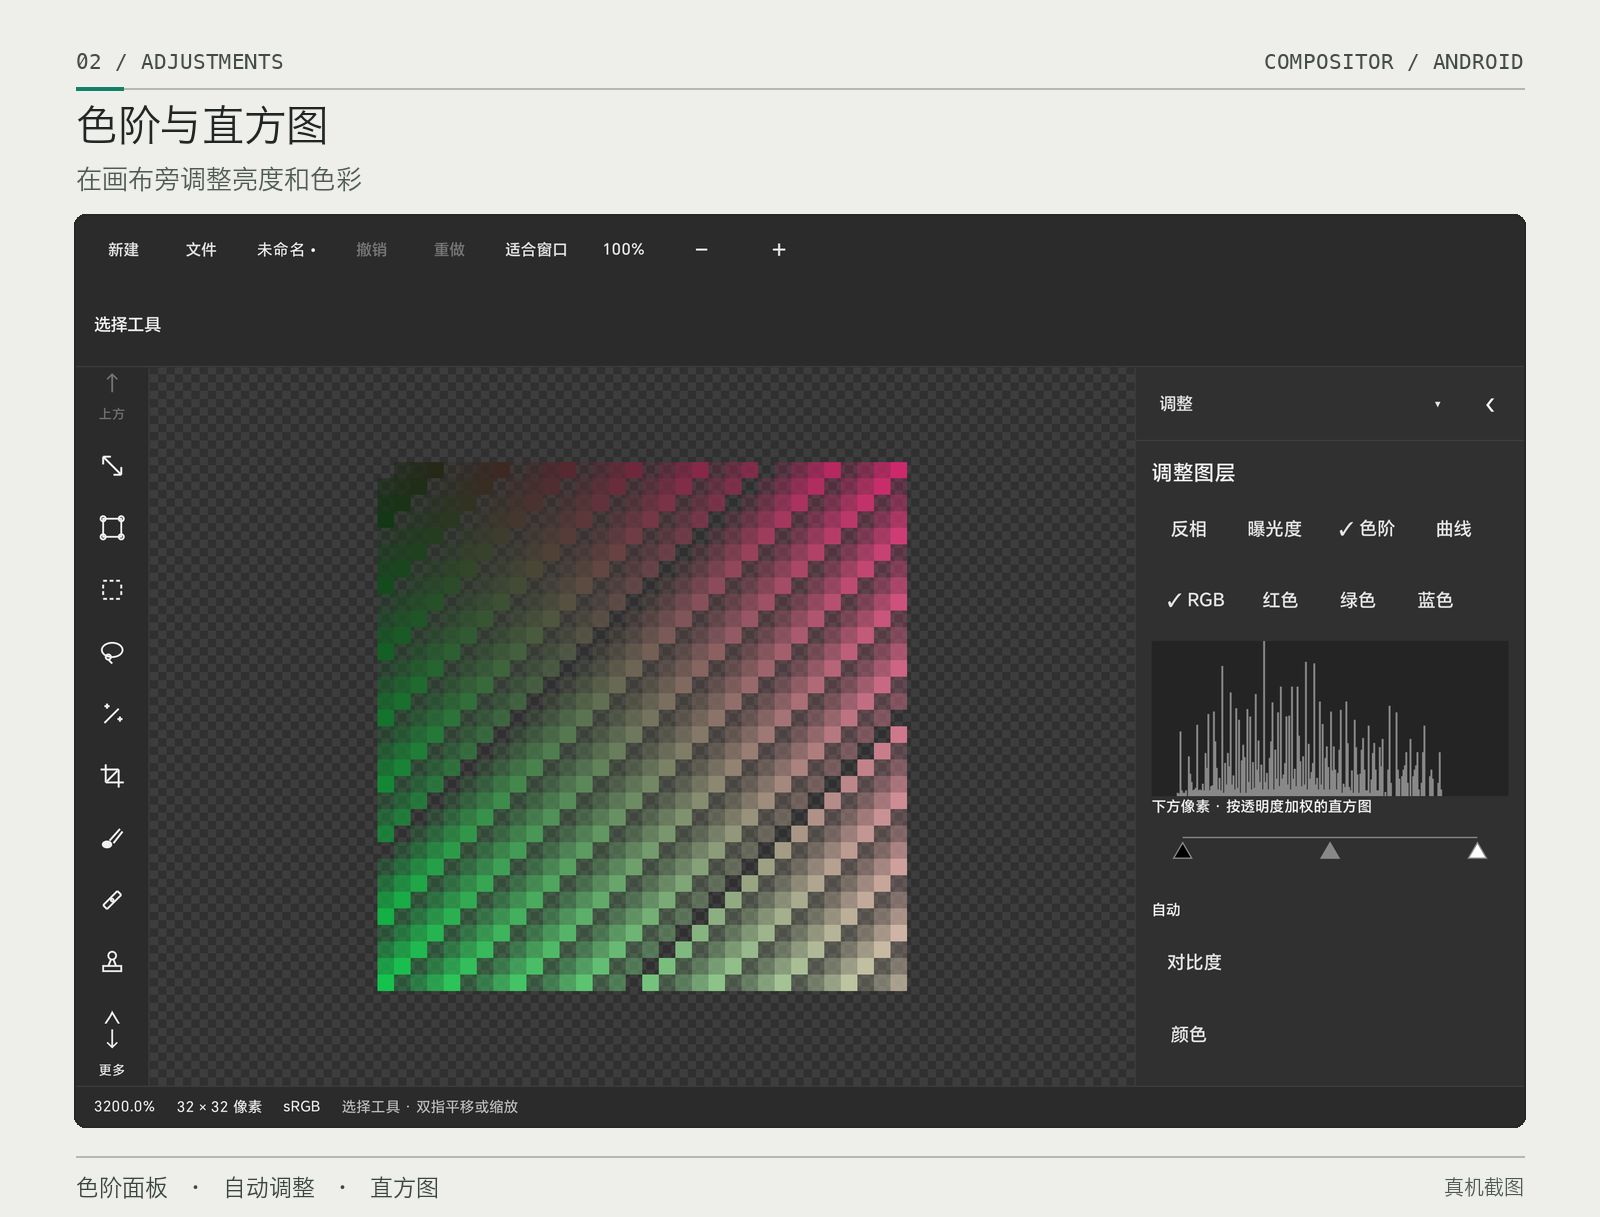 02 / ADJUSTMENTS
COMPOSITOR / ANDROID
色阶与直方图
在画布旁调整亮度和色彩
新建 文件 未命名 • 撤销 重做 适合窗口 100% − +
选择工具
上方
调整
调整图层
反相 曝光度 ✓ 色阶 曲线
✓ RGB 红色 绿色 蓝色
下方像素 · 按透明度加权的直方图
自动
对比度
颜色
更多
3200.0% 32 × 32 像素 sRGB 选择工具 · 双指平移或缩放
色阶面板 · 自动调整 · 直方图
真机截图